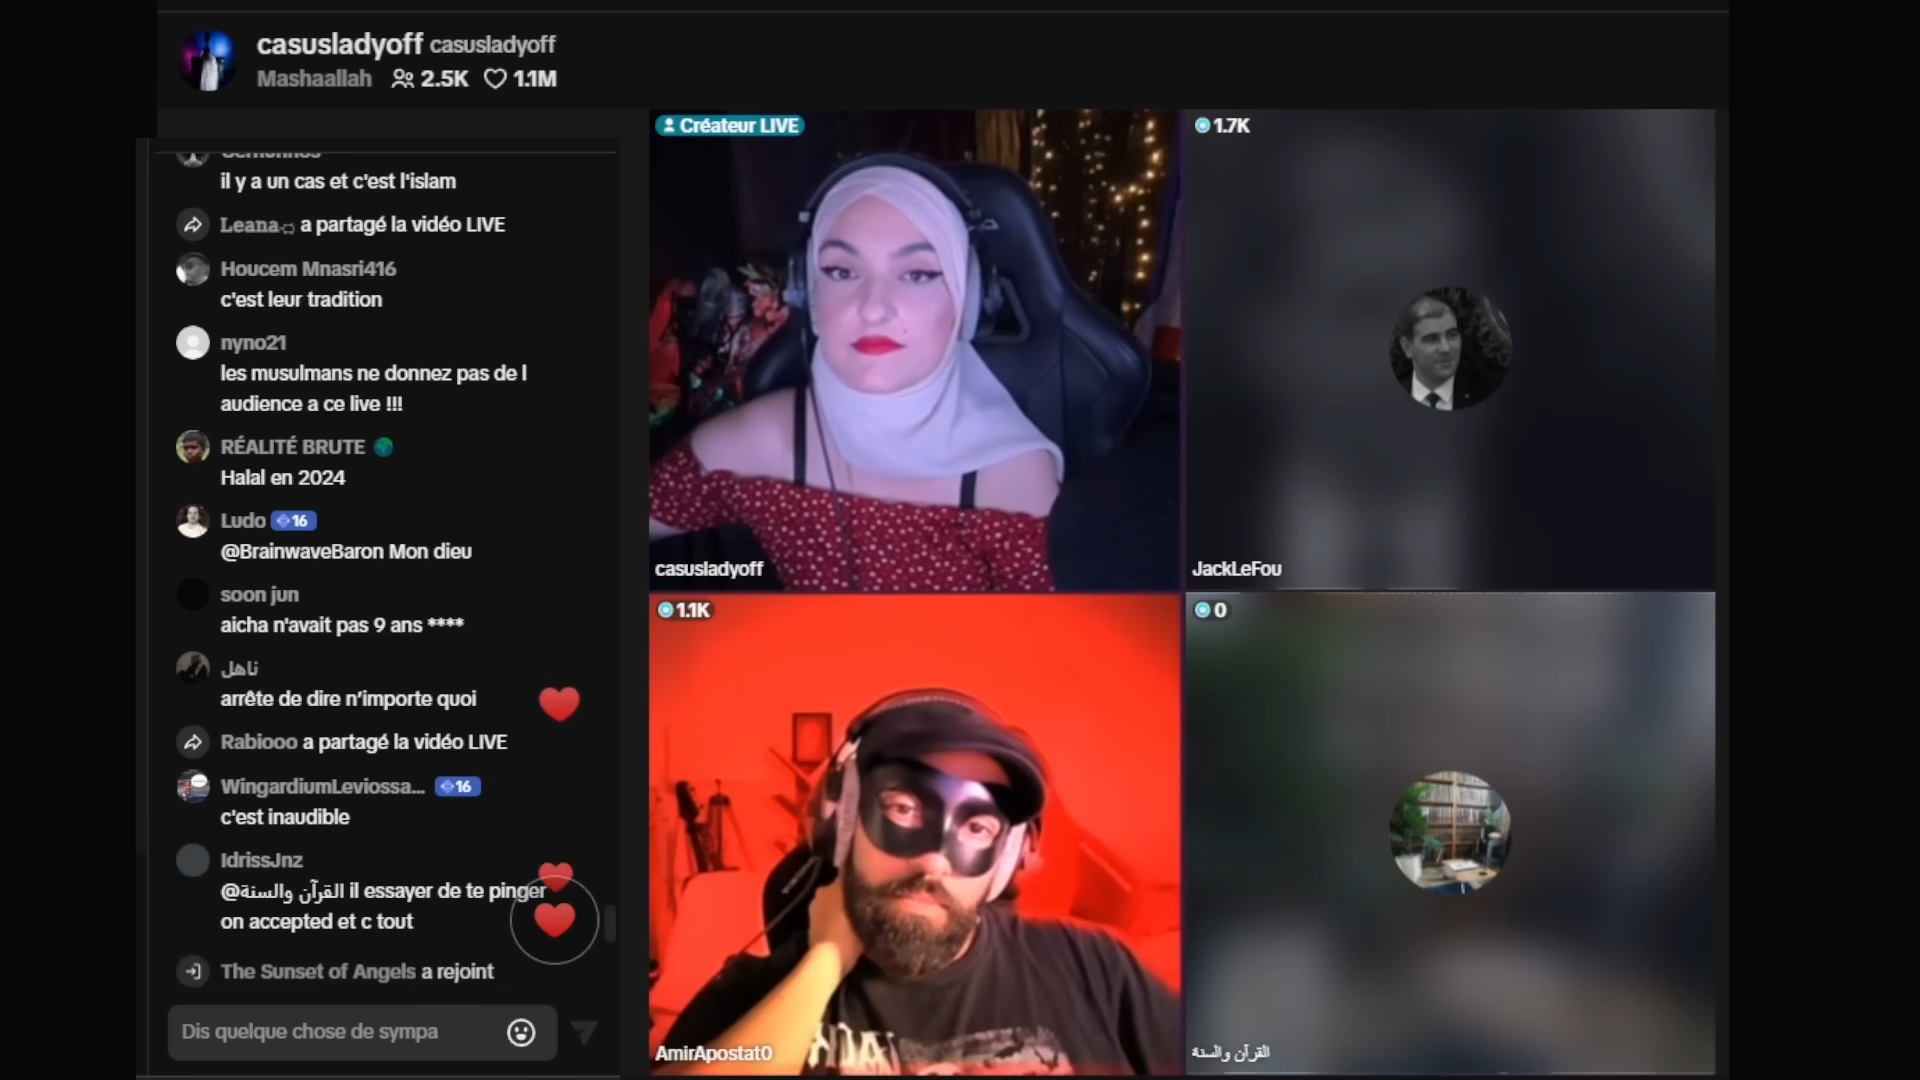 casusladyoff casusladyoff
Mashaallah 2.5K 1.1M
il y a un cas et c'est l'islam
Leana a partagé la vidéo LIVE
Houcem Mnasri416
c'est leur tradition
nyno21
les musulmans ne donnez pas de l
audience a ce live !!!
RÉALITÉ BRUTE
Halal en 2024
Ludo 16
@BrainwaveBaron Mon dieu
soon jun
aicha n'avait pas 9 ans ****
ناهل
arrête de dire n'importe quoi
Rabiooo a partagé la vidéo LIVE
WingardiumLeviossa... 16
c'est inaudible
IdrissJnz
@القرآن والسنة il essayer de te pinger
on accepted et c tout
The Sunset of Angels a rejoint
Dis quelque chose de sympa
Créateur LIVE
casusladyoff
1.7K
JackLeFou
1.1K
AmirApostat0
0
القرآن والسنة